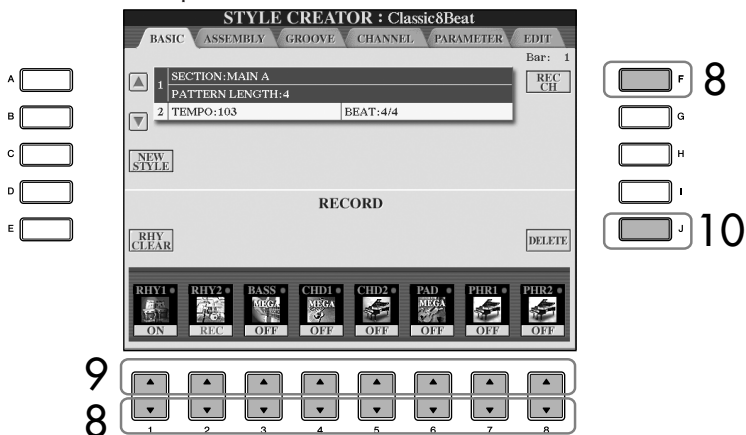 STYLE CREATOR : Classic8Beat
BASIC ASSEMBLY GROOVE CHANNEL PARAMETER EDIT
Bar: 1
1 SECTION:MAIN A
PATTERN LENGTH:4
REC CH
2 TEMPO:103 BEAT:4/4
NEW STYLE
RECORD
RHY CLEAR
DELETE
RHY1 RHY2 BASS CHD1 CHD2 PAD PHR1 PHR2
MEGA MEGA MEGA
ON REC OFF OFF OFF OFF OFF OFF
A
B
C
D
E
F 8
G
H
I
J 10
9
8
1 2 3 4 5 6 7 8